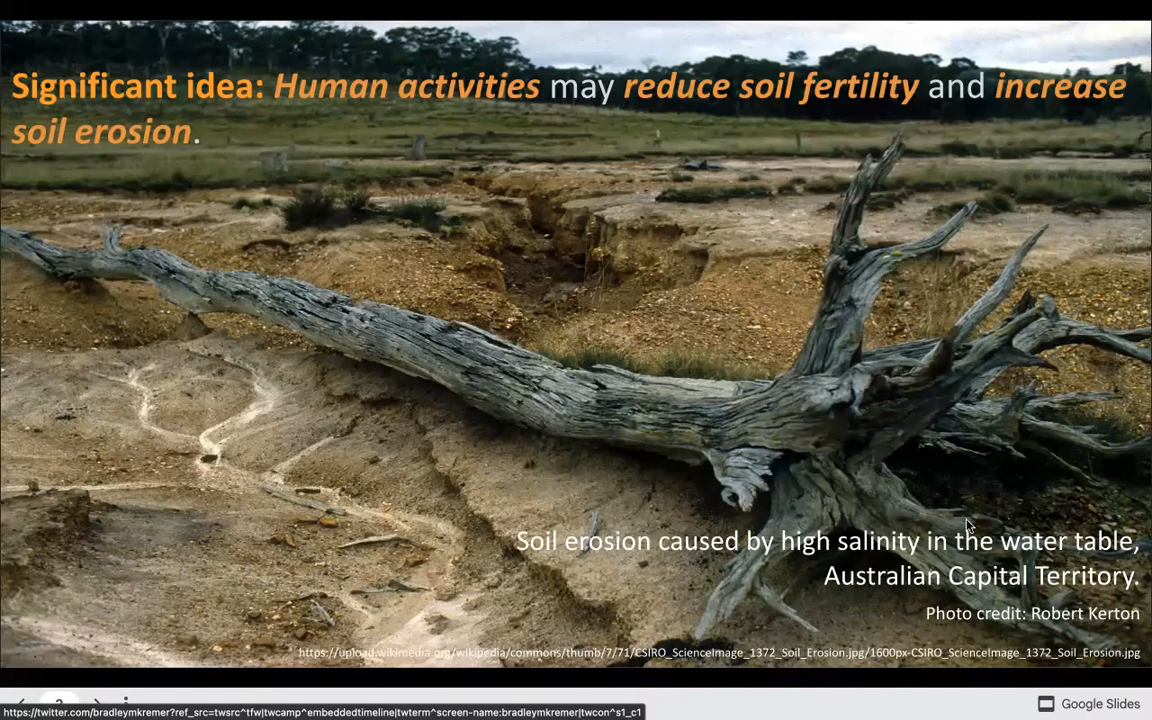 Significant idea: Human activities may reduce soil fertility and increase
soil erosion.
Soil erosion caused by high salinity in the water table,
Australian Capital Territory.
Photo credit: Robert Kerton
https://upload.wikimedia.org/wikipedia/commons/thumb/7/71/CSIRO_ScienceImage_1372_Soil_Erosion.jpg/1600px-CSIRO_ScienceImage_1372_Soil_Erosion.jpg
Google Slides
https://twitter.com/bradleymkremer?ref_src=twsrc^tfw|twcamp^embeddedtimeline|twterm^screen-name:bradleymkremer|twcon^s1_c1